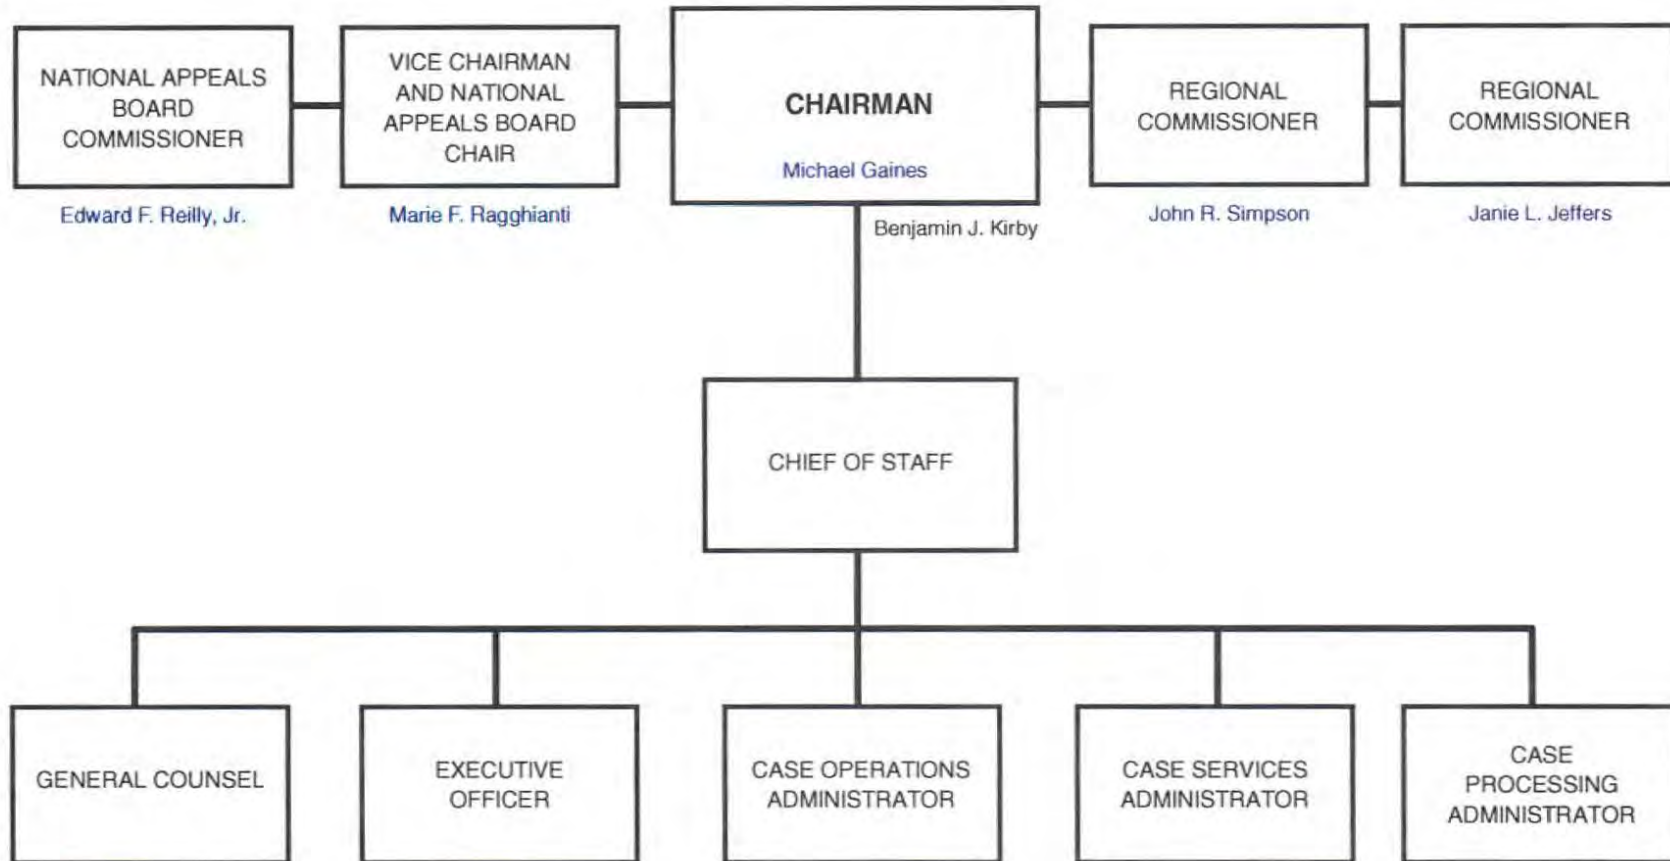 NATIONAL APPEALS
BOARD
COMMISSIONER
Edward F. Reilly, Jr.
VICE CHAIRMAN
AND NATIONAL
APPEALS BOARD
CHAIR
Marie F. Ragghianti
CHAIRMAN
Michael Gaines
Benjamin J. Kirby
REGIONAL
COMMISSIONER
John R. Simpson
REGIONAL
COMMISSIONER
Janie L. Jeffers
CHIEF OF STAFF
GENERAL COUNSEL
EXECUTIVE
OFFICER
CASE OPERATIONS
ADMINISTRATOR
CASE SERVICES
ADMINISTRATOR
CASE
PROCESSING
ADMINISTRATOR